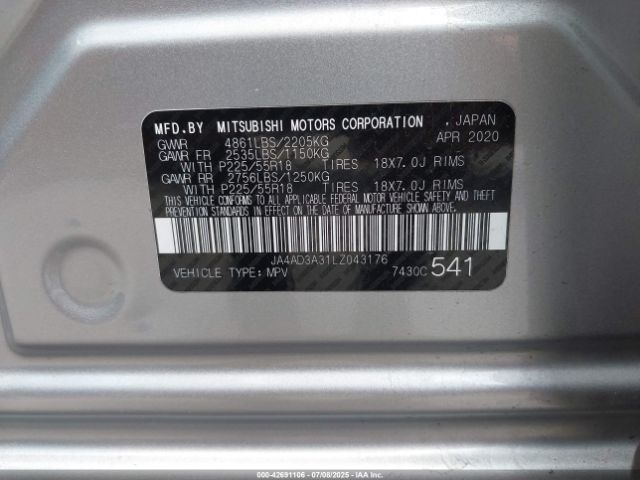 MFD.BY MITSUBISHI MOTORS CORPORATION . JAPAN
GVWR 4861LBS/2205KG APR 2020
GAWR FR 2535LBS/1150KG
WITH P225/55R18 TIRES 18X7.0J RIMS
GAWR RR 2756LBS/1250KG
WITH P225/55R18 TIRES 18X7.0J RIMS
THIS VEHICLE CONFORMS TO ALL APPLICABLE FEDERAL MOTOR VEHICLE SAFETY AND THEFT
PREVENTION STANDARDS IN EFFECT ON THE DATE OF MANUFACTURE SHOWN ABOVE.
JA4AD3A31LZ043176
VEHICLE TYPE: MPV 7430C 541
000-42691106 - 07/08/2025 - IAAI.com